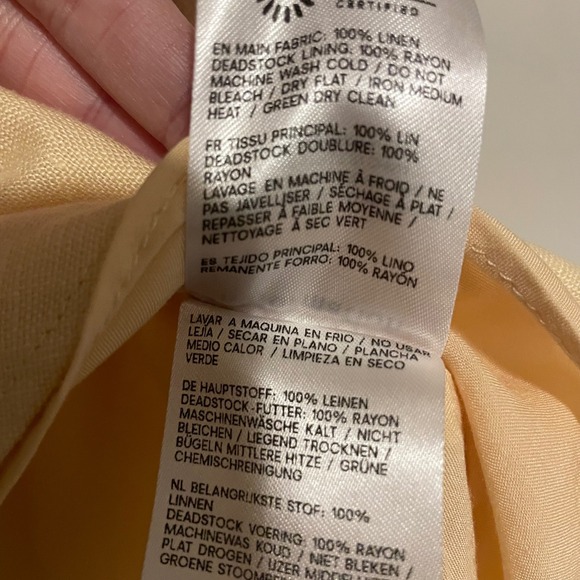 CERTIFIED
EN MAIN FABRIC: 100% LINEN
DEADSTOCK LINING: 100% RAYON
MACHINE WASH COLD / DO NOT
BLEACH / DRY FLAT / IRON MEDIUM
HEAT / GREEN DRY CLEAN
FR TISSU PRINCIPAL: 100% LIN
DEADSTOCK DOUBLURE: 100%
RAYON
LAVAGE EN MACHINE À FROID / NE
PAS JAVELLISER / SÉCHAGE À PLAT /
REPASSER À FAIBLE MOYENNE /
NETTOYAGE À SEC VERT
ES TEJIDO PRINCIPAL: 100% LINO
REMANENTE FORRO: 100% RAYÓN
LAVAR A MAQUINA EN FRIO / NO USAR
LEJÍA / SECAR EN PLANO / PLANCHA
MEDIO CALOR / LIMPIEZA EN SECO
VERDE
DE HAUPTSTOFF: 100% LEINEN
DEADSTOCK-FUTTER: 100% RAYON
MASCHINENWÄSCHE KALT / NICHT
BLEICHEN / LIEGEND TROCKNEN /
BÜGELN MITTLERE HITZE / GRÜNE
CHEMISCHREINIGUNG
NL BELANGRIJKSTE STOF: 100%
LINNEN
DEADSTOCK VOERING: 100% RAYON
MACHINEWAS KOUD / NIET BLEKEN /
PLAT DROGEN / IJZER MIDDEL
GROENE STOOM